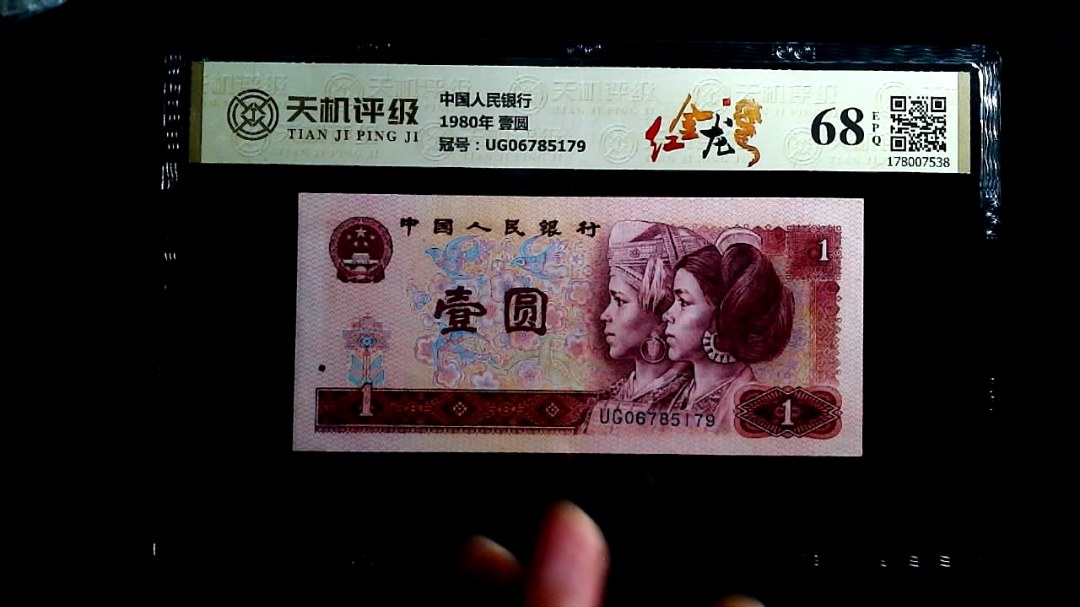 天机评级
TIAN JI PING JI
中国人民银行
1980年 壹圆
冠号：UG06785179
红金龙
68
EPQ
178007538
中国人民銀行
壹圆
1
1
1
UG06785179